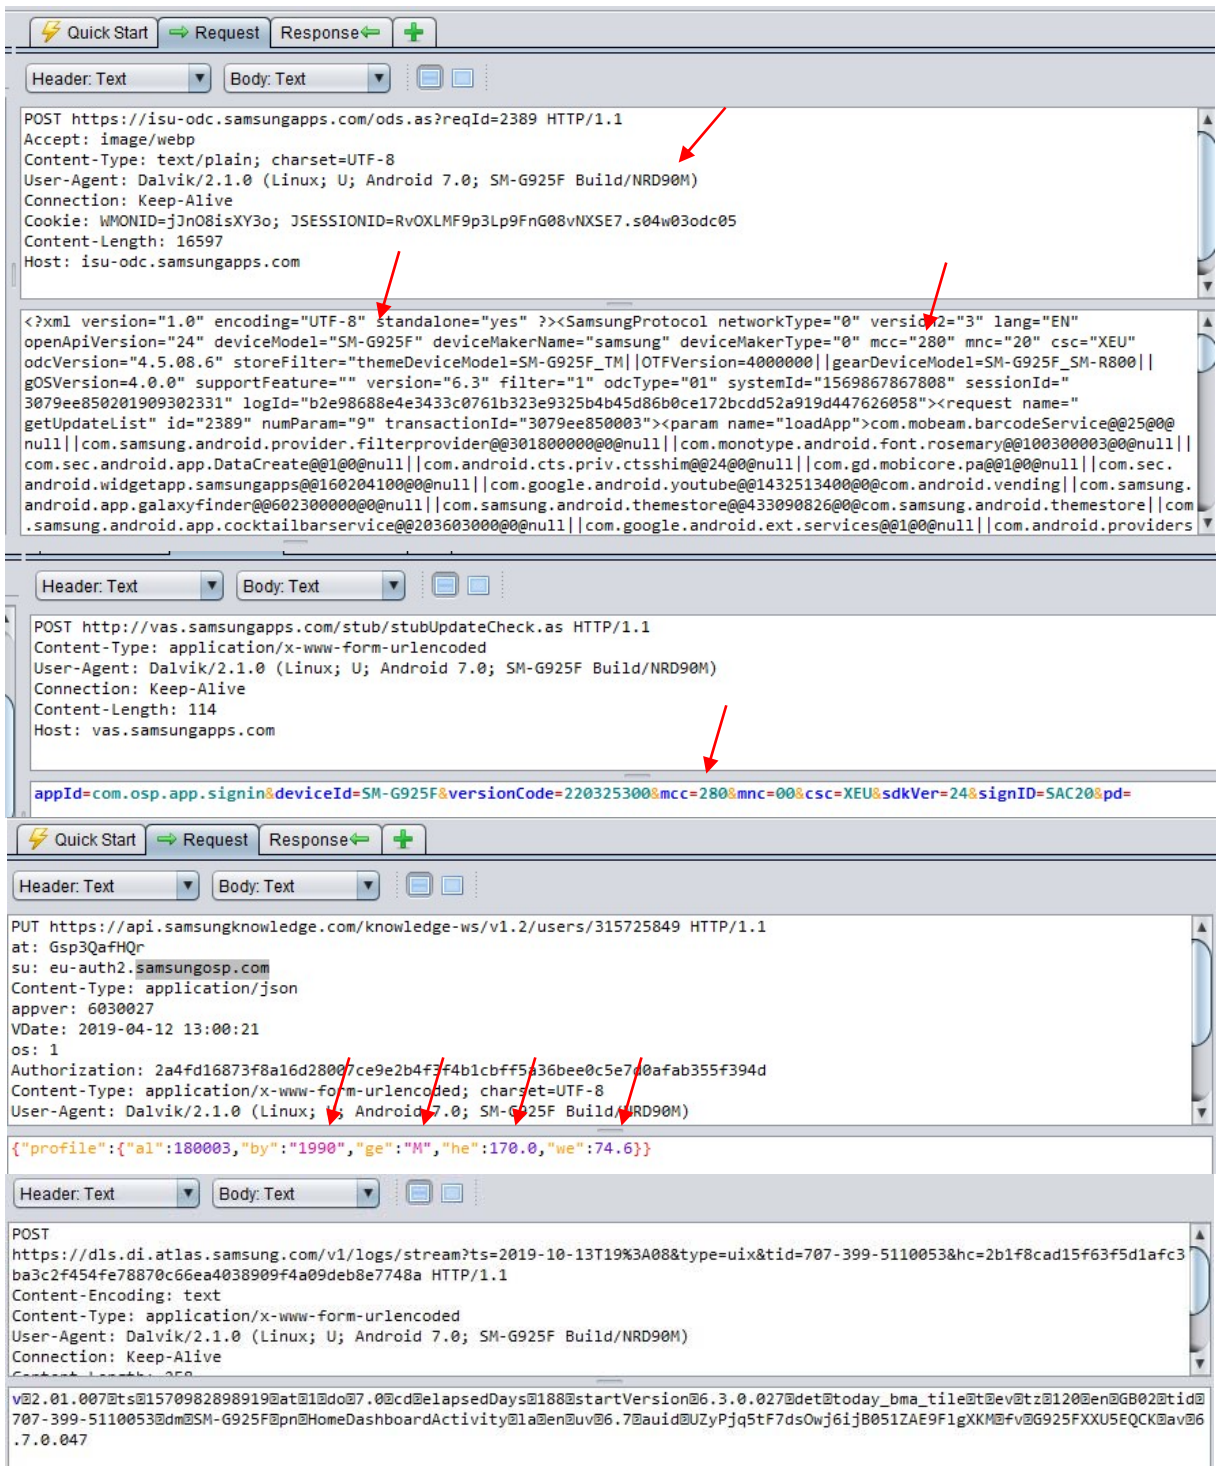 Quick Start Request Response
Header: Text Body: Text
POST https://isu-odc.samsungapps.com/ods.as?reqId=2389 HTTP/1.1
Accept: image/webp
Content-Type: text/plain; charset=UTF-8
User-Agent: Dalvik/2.1.0 (Linux; U; Android 7.0; SM-G925F Build/NRD90M)
Connection: Keep-Alive
Cookie: WMONID=jJnO8isXY3o; JSESSIONID=RvOXLMF9p3Lp9FnG08vNXSE7.s04w03odc05
Content-Length: 16597
Host: isu-odc.samsungapps.com
<?xml version="1.0" encoding="UTF-8" standalone="yes" ?><SamsungProtocol networkType="0" version2="3" lang="EN"
openApiVersion="24" deviceModel="SM-G925F" deviceMakerName="samsung" deviceMakerType="0" mcc="280" mnc="20" csc="XEU"
odcVersion="4.5.08.6" storeFilter="themeDeviceModel=SM-G925F_TM||OTFVersion=4000000||gearDeviceModel=SM-G925F_SM-R800||
gOSVersion=4.0.0" supportFeature="" version="6.3" filter="1" odcType="01" systemId="1569867867808" sessionId="
3079ee850201909302331" logId="b2e98688e4e3433c0761b323e9325b4b45d86b0ce172bcdd52a919d447626058"><request name="
getUpdateList" id="2389" numParam="9" transactionId="3079ee850003"><param name="loadApp">com.mobeam.barcodeService@@25@0@
null||com.samsung.android.provider.filterprovider@@301800000@0@null||com.monotype.android.font.rosemary@@100300003@0@null||
com.sec.android.app.DataCreate@@1@0@null||com.android.cts.priv.ctsshim@@24@0@null||com.gd.mobicore.pa@@1@0@null||com.sec.
android.widgetapp.samsungapps@@160204100@0@null||com.google.android.youtube@@1432513400@0@com.android.vending||com.samsung.
android.app.galaxyfinder@@602300000@0@null||com.samsung.android.themestore@@433090826@0@com.samsung.android.themestore||com
.samsung.android.app.cocktailbarservice@@203603000@0@null||com.google.android.ext.services@@1@0@null||com.android.providers
Header: Text Body: Text
POST http://vas.samsungapps.com/stub/stubUpdateCheck.as HTTP/1.1
Content-Type: application/x-www-form-urlencoded
User-Agent: Dalvik/2.1.0 (Linux; U; Android 7.0; SM-G925F Build/NRD90M)
Connection: Keep-Alive
Content-Length: 114
Host: vas.samsungapps.com
appId=com.osp.app.signin&deviceId=SM-G925F&versionCode=220325300&mcc=280&mnc=00&csc=XEU&sdkVer=24&signID=SAC20&pd=
Quick Start Request Response
Header: Text Body: Text
PUT https://api.samsungknowledge.com/knowledge-ws/v1.2/users/315725849 HTTP/1.1
at: Gsp3QafHQr
su: eu-auth2.samsungosp.com
Content-Type: application/json
appver: 6030027
VDate: 2019-04-12 13:00:21
os: 1
Authorization: 2a4fd16873f8a16d28007ce9e2b4f3f4b1cbff5a36bee0c5e7d0afab355f394d
Content-Type: application/x-www-form-urlencoded; charset=UTF-8
User-Agent: Dalvik/2.1.0 (Linux; U; Android 7.0; SM-G925F Build/NRD90M)
{"profile":{"al":180003,"by":"1990","ge":"M","he":170.0,"we":74.6}}
Header: Text Body: Text
POST
https://dls.di.atlas.samsung.com/v1/logs/stream?ts=2019-10-13T19%3A08&type=uix&tid=707-399-5110053&hc=2b1f8cad15f63f5d1afc3
ba3c2f454fe78870c66ea4038909f4a09deb8e7748a HTTP/1.1
Content-Encoding: text
Content-Type: application/x-www-form-urlencoded
User-Agent: Dalvik/2.1.0 (Linux; U; Android 7.0; SM-G925F Build/NRD90M)
Connection: Keep-Alive
Content-Length: 258
v2.01.007ts1570982898919at1do7.0cdelapsedDays188startVersion6.3.0.027dettoday_bma_tiletevtz120enGB02tid
707-399-5110053dmSM-G925FpnHomeDashboardActivitylaenuv6.7auidUZyPjq5tF7dsOwj6ijB051ZAE9FlgXKMfvG925FXXU5EQCKav6
.7.0.047